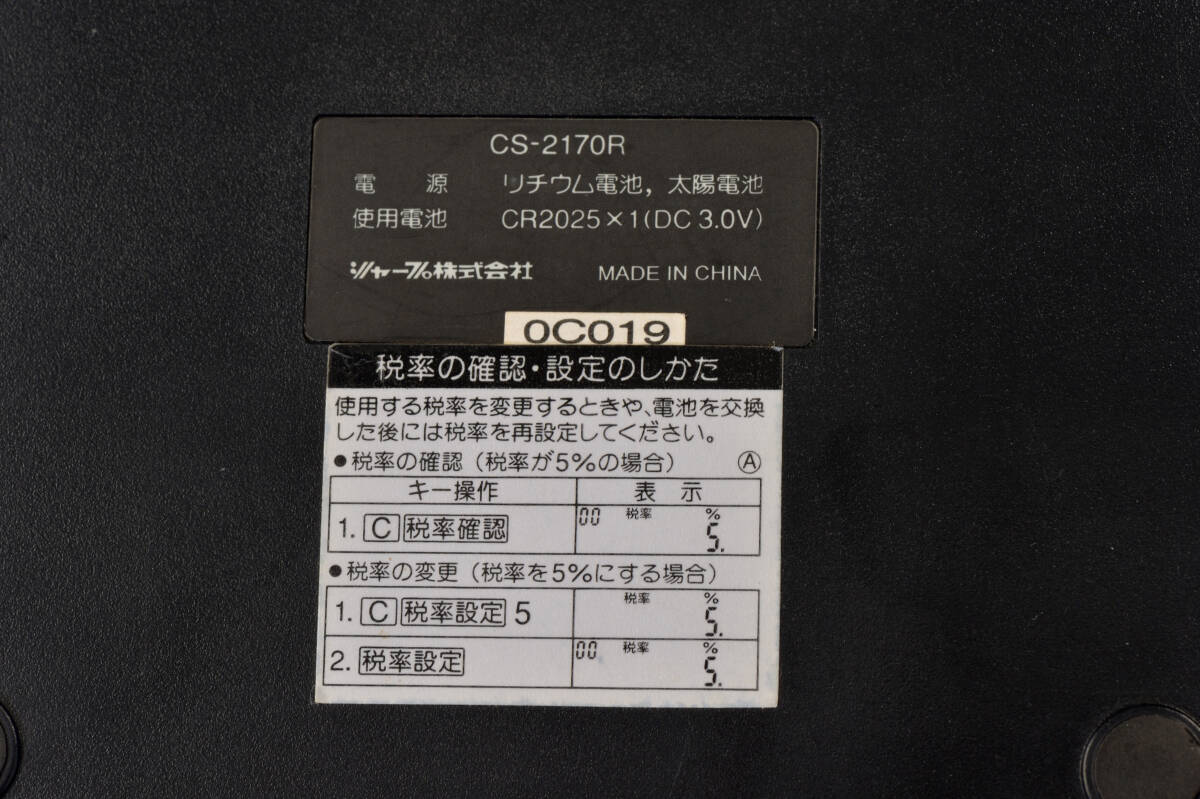 CS-2170R
電　源　リチウム電池，太陽電池
使用電池　CR2025×1(DC 3.0V)
シャープ株式会社　MADE IN CHINA
0C019
税率の確認・設定のしかた
使用する税率を変更するときや、電池を交換
した後には税率を再設定してください。
●税率の確認（税率が5％の場合）　Ⓐ
キー操作　表　示
1. C 税率確認　00 税率 % 5.
●税率の変更（税率を5％にする場合）
1. C 税率設定 5　税率 % 5.
2. 税率設定　00 税率 % 5.